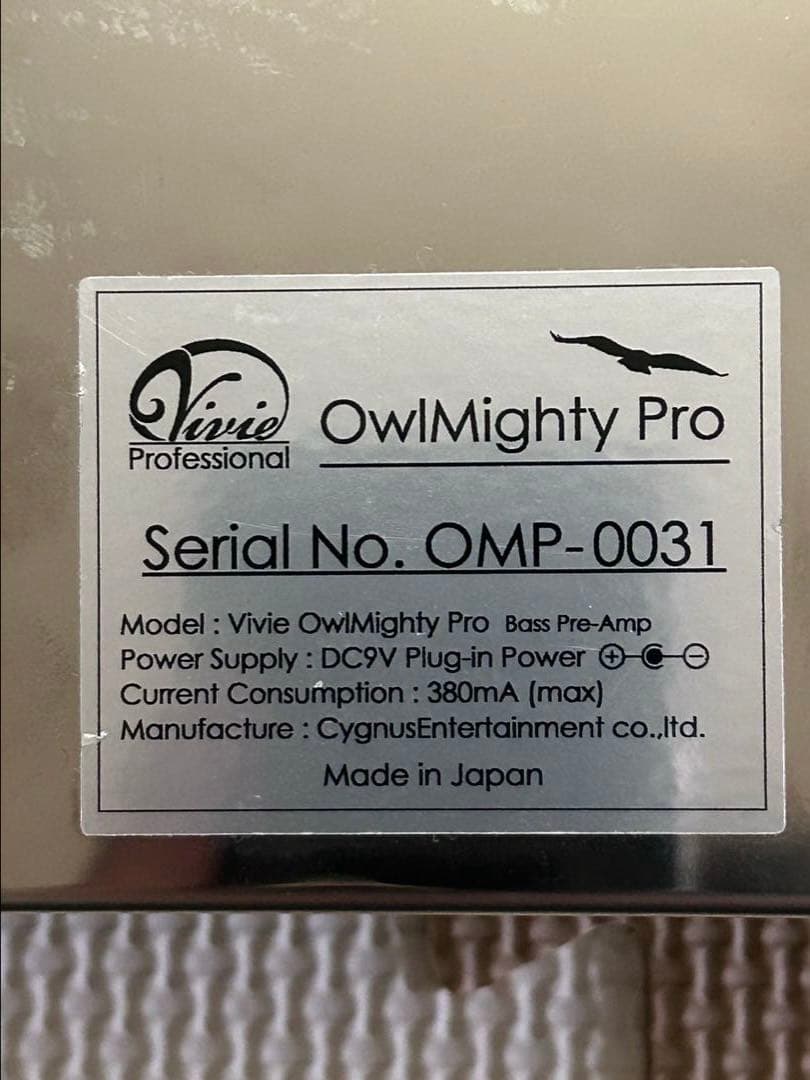 Vivie
Professional
OwlMighty Pro
Serial No. OMP-0031
Model : Vivie OwlMighty Pro Bass Pre-Amp
Power Supply : DC9V Plug-in Power ⊕–●–⊖
Current Consumption : 380mA (max)
Manufacture : CygnusEntertainment co.,ltd.
Made in Japan